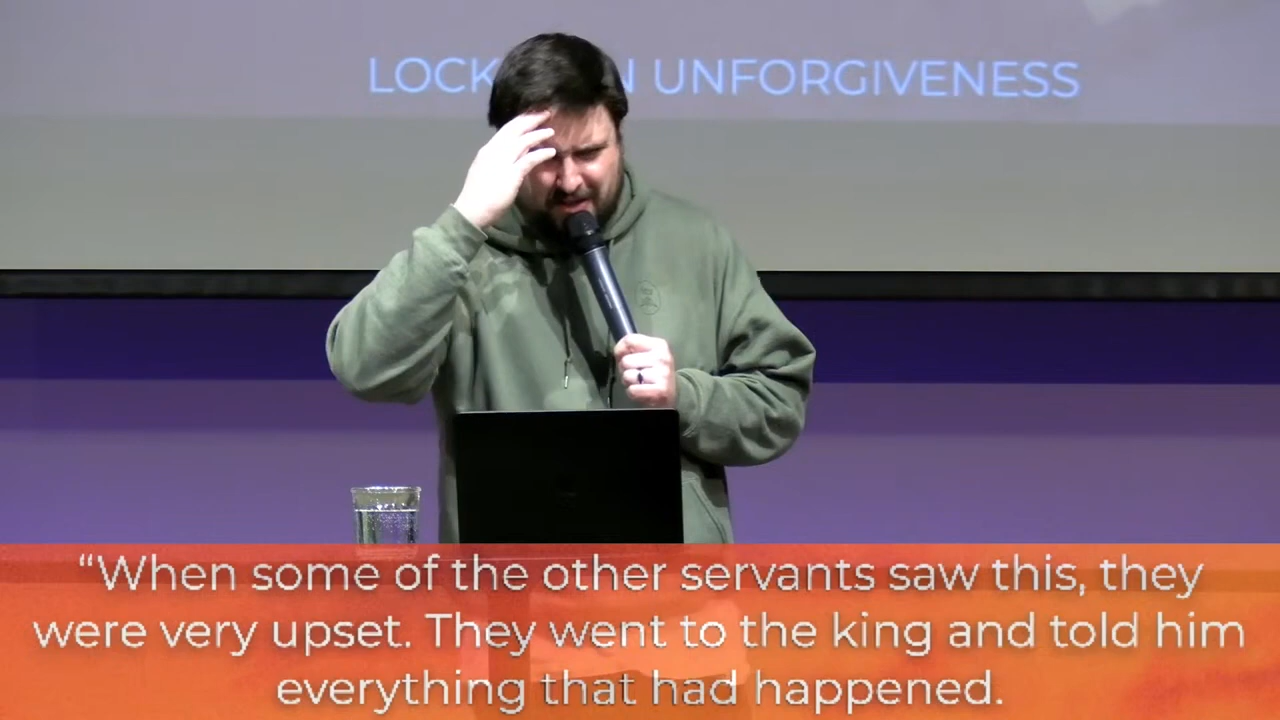 LOCK N UNFORGIVENESS
“When some of the other servants saw this, they
were very upset. They went to the king and told him
everything that had happened.